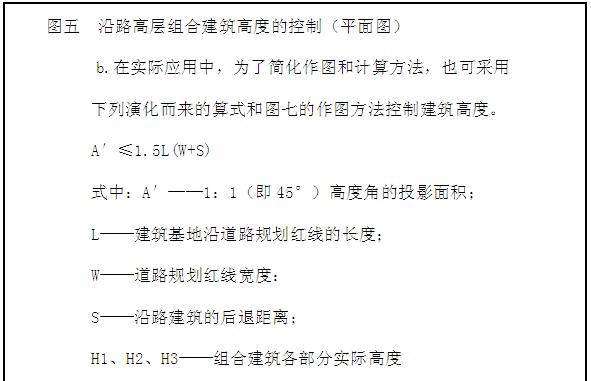 图五 沿路高层组合建筑高度的控制（平面图）
b.在实际应用中，为了简化作图和计算方法，也可采用
下列演化而来的算式和图七的作图方法控制建筑高度。
A′≤1.5L(W+S)
式中：A′——1：1（即45°）高度角的投影面积；
L——建筑基地沿道路规划红线的长度；
W——道路规划红线宽度：
S——沿路建筑的后退距离；
H1、H2、H3——组合建筑各部分实际高度